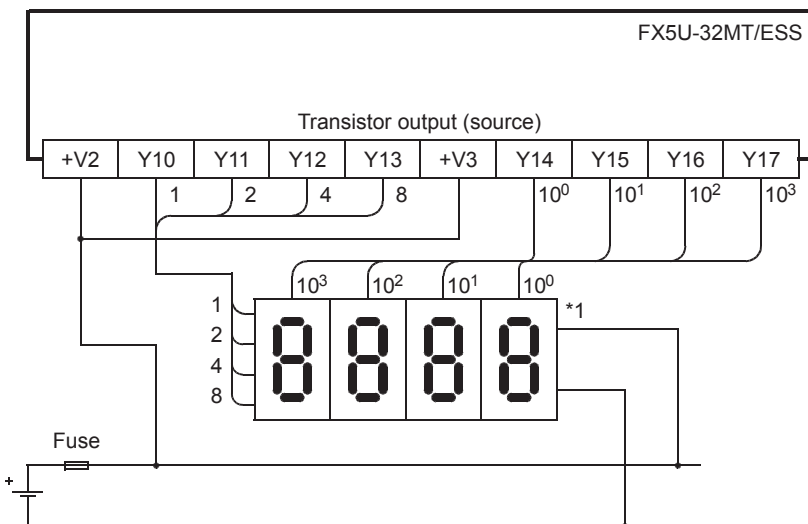 FX5U-32MT/ESS
Transistor output (source)
+V2 Y10 Y11 Y12 Y13 +V3 Y14 Y15 Y16 Y17
1 2 4 8 10⁰ 10¹ 10² 10³
10³ 10² 10¹ 10⁰
*1
1
2
4
8
8888
Fuse
+